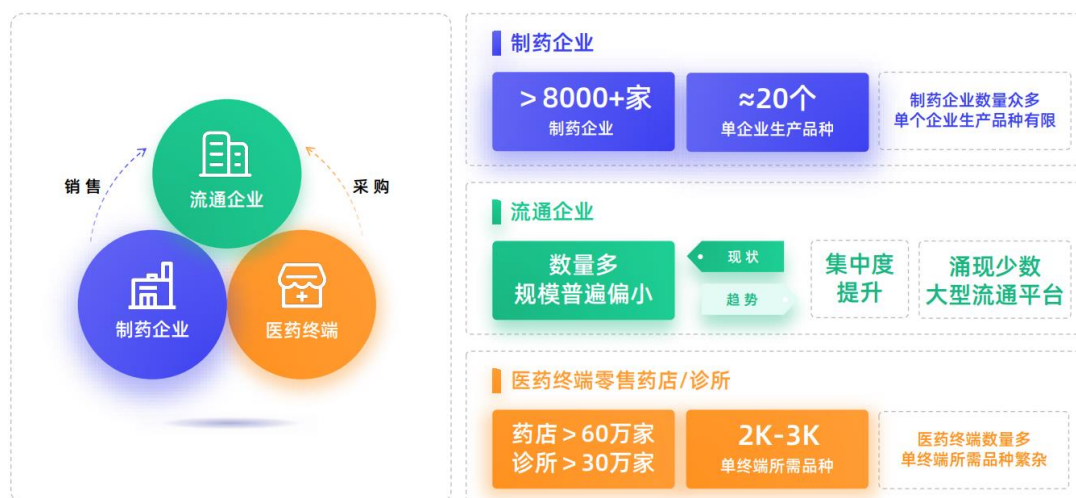 流通企业
销售
采购
制药企业
医药终端
制药企业
＞8000+家
制药企业
≈20个
单企业生产品种
制药企业数量众多
单个企业生产品种有限
流通企业
数量多
规模普遍偏小
现状
趋势
集中度
提升
涌现少数
大型流通平台
医药终端零售药店/诊所
药店＞60万家
诊所＞30万家
2K-3K
单终端所需品种
医药终端数量多
单终端所需品种繁杂